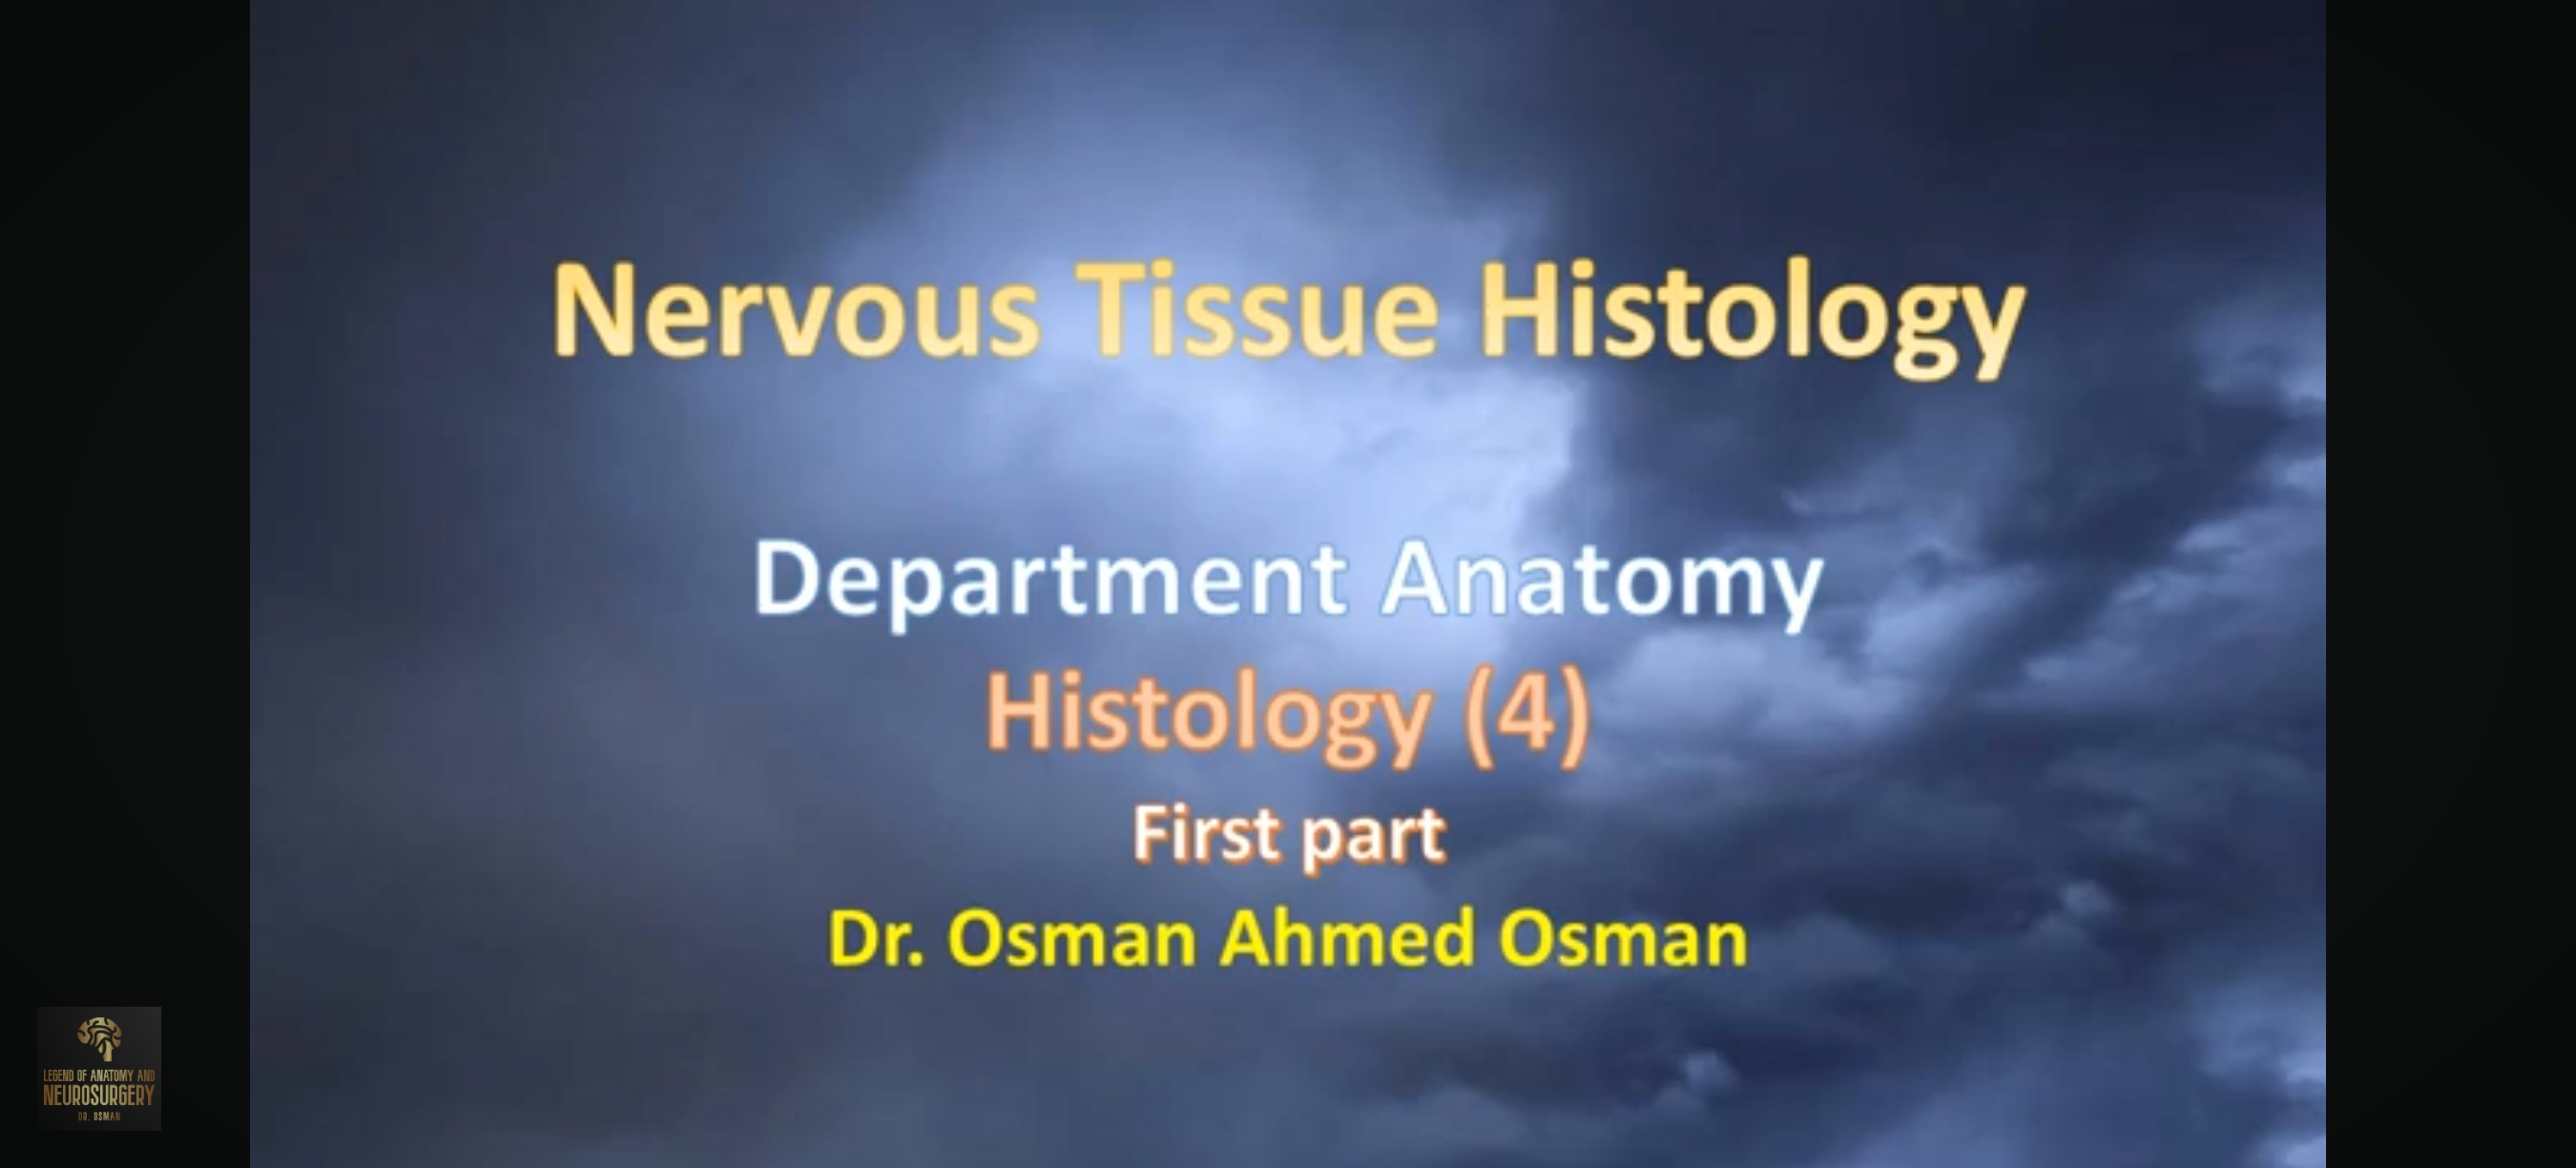 Nervous Tissue Histology
Department Anatomy
Histology (4)
First part
Dr. Osman Ahmed Osman
LEGEND OF ANATOMY AND
NEUROSURGERY
DR. OSMAN